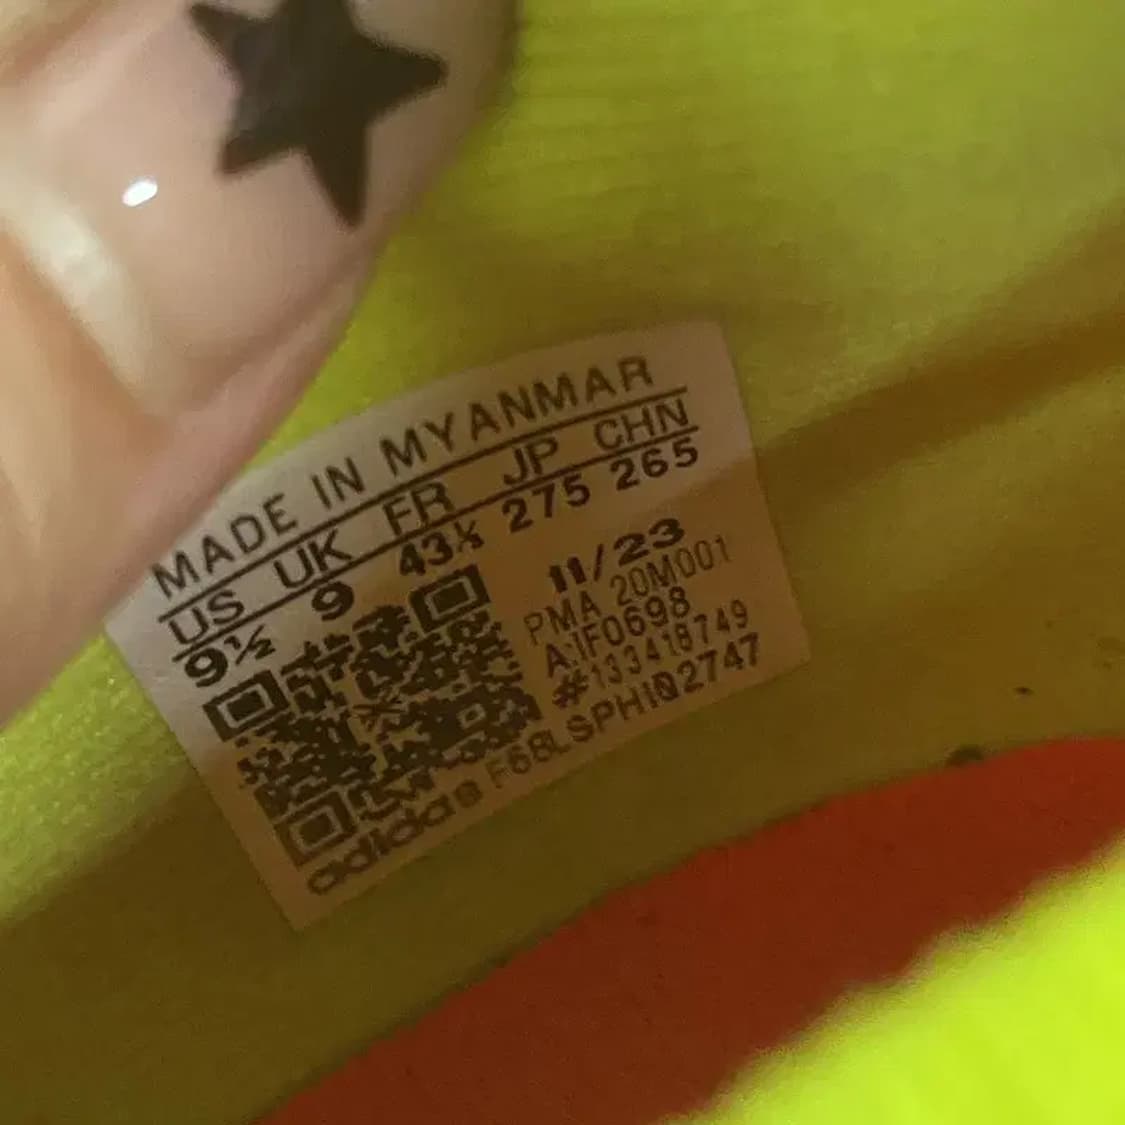 MADE IN MYANMAR
US UK FR JP CHN
9½ 9 43⅓ 275 265
11/23
PMA 20M001
A:IF0698
#133418749
adidas F68LSPHI02747